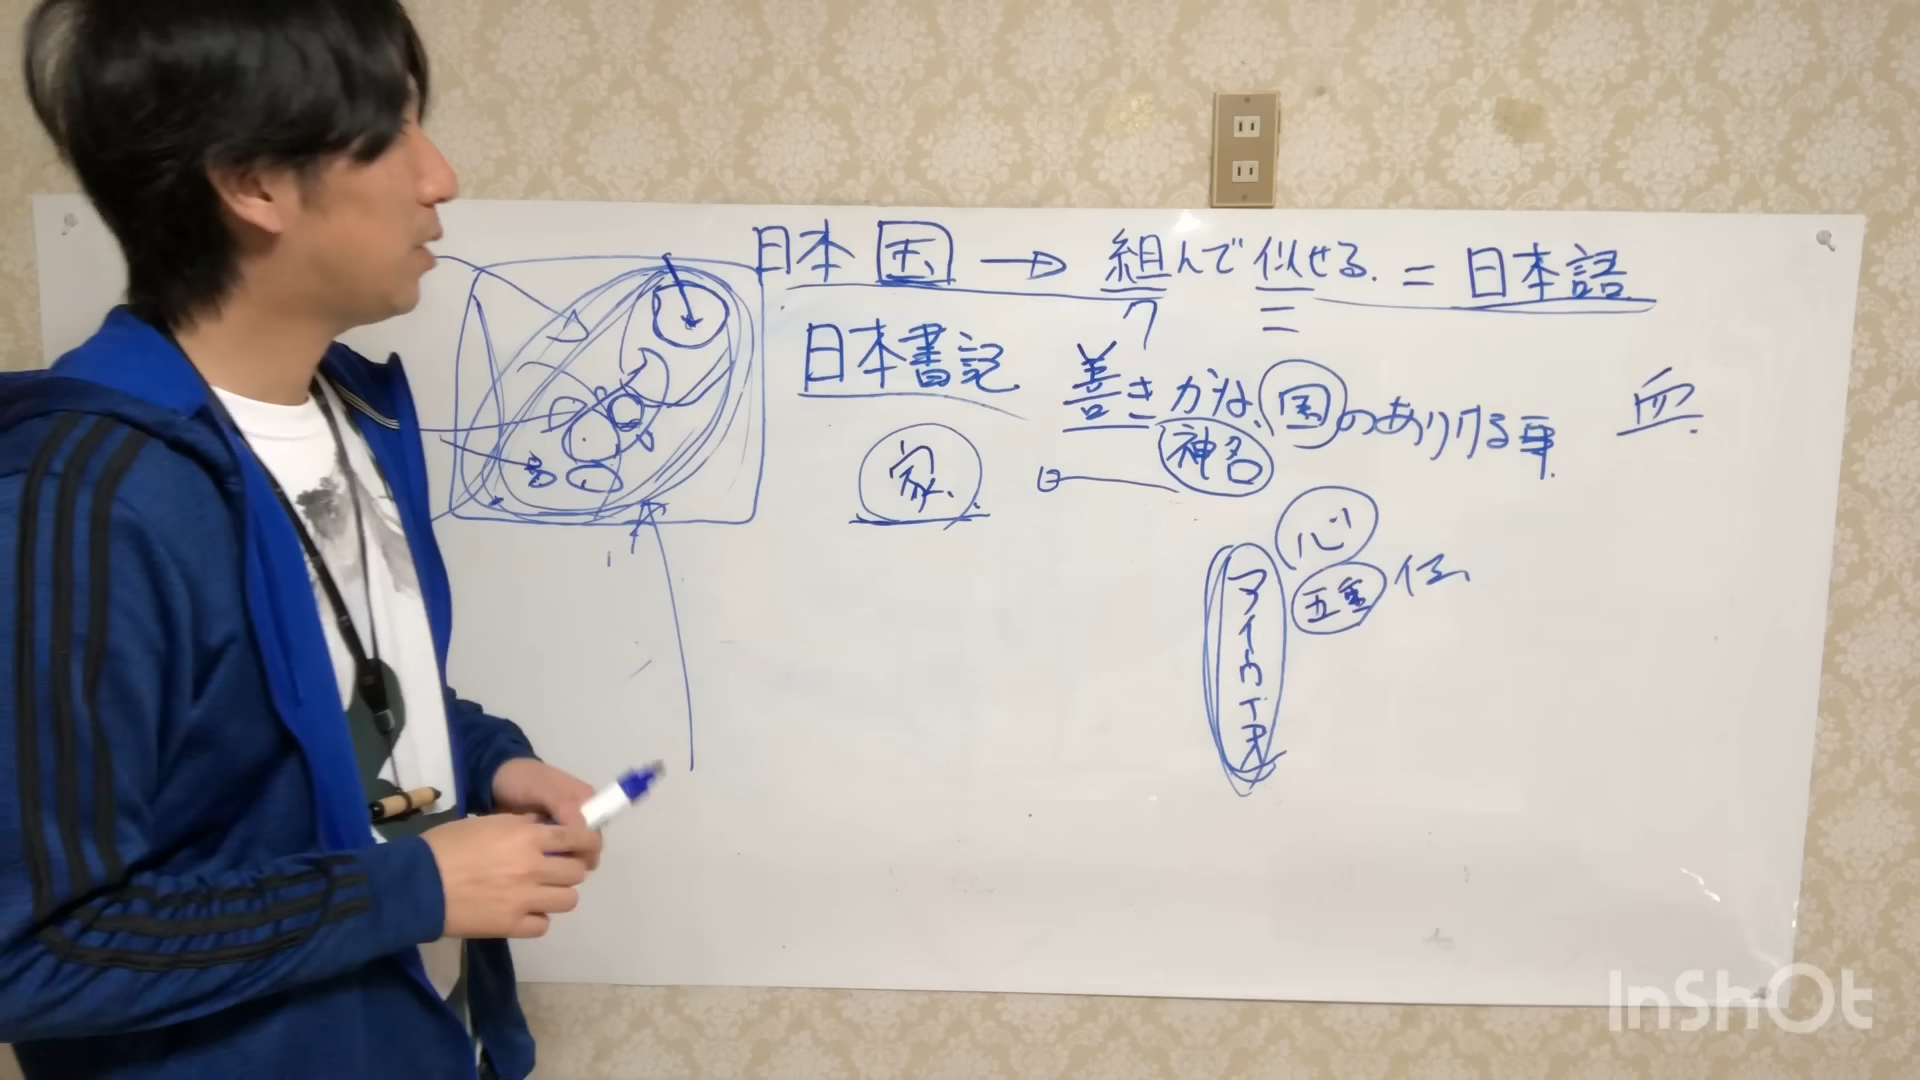 日本国→組んで似せる.=日本語
ク ニ
日本書記 善きかな、国のありける事.
血.
神名
家.
心
五重 伝
アイウエオ
InShOt